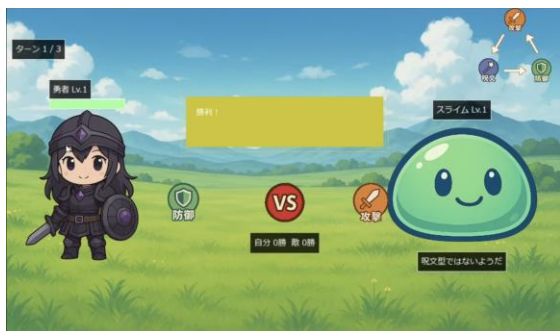 ターン 1 / 3
攻撃
呪文
防御
勇者 Lv.1
勝利！
スライム Lv.1
防御
VS
攻撃
自分 0勝 敵 0勝
呪文型ではないようだ